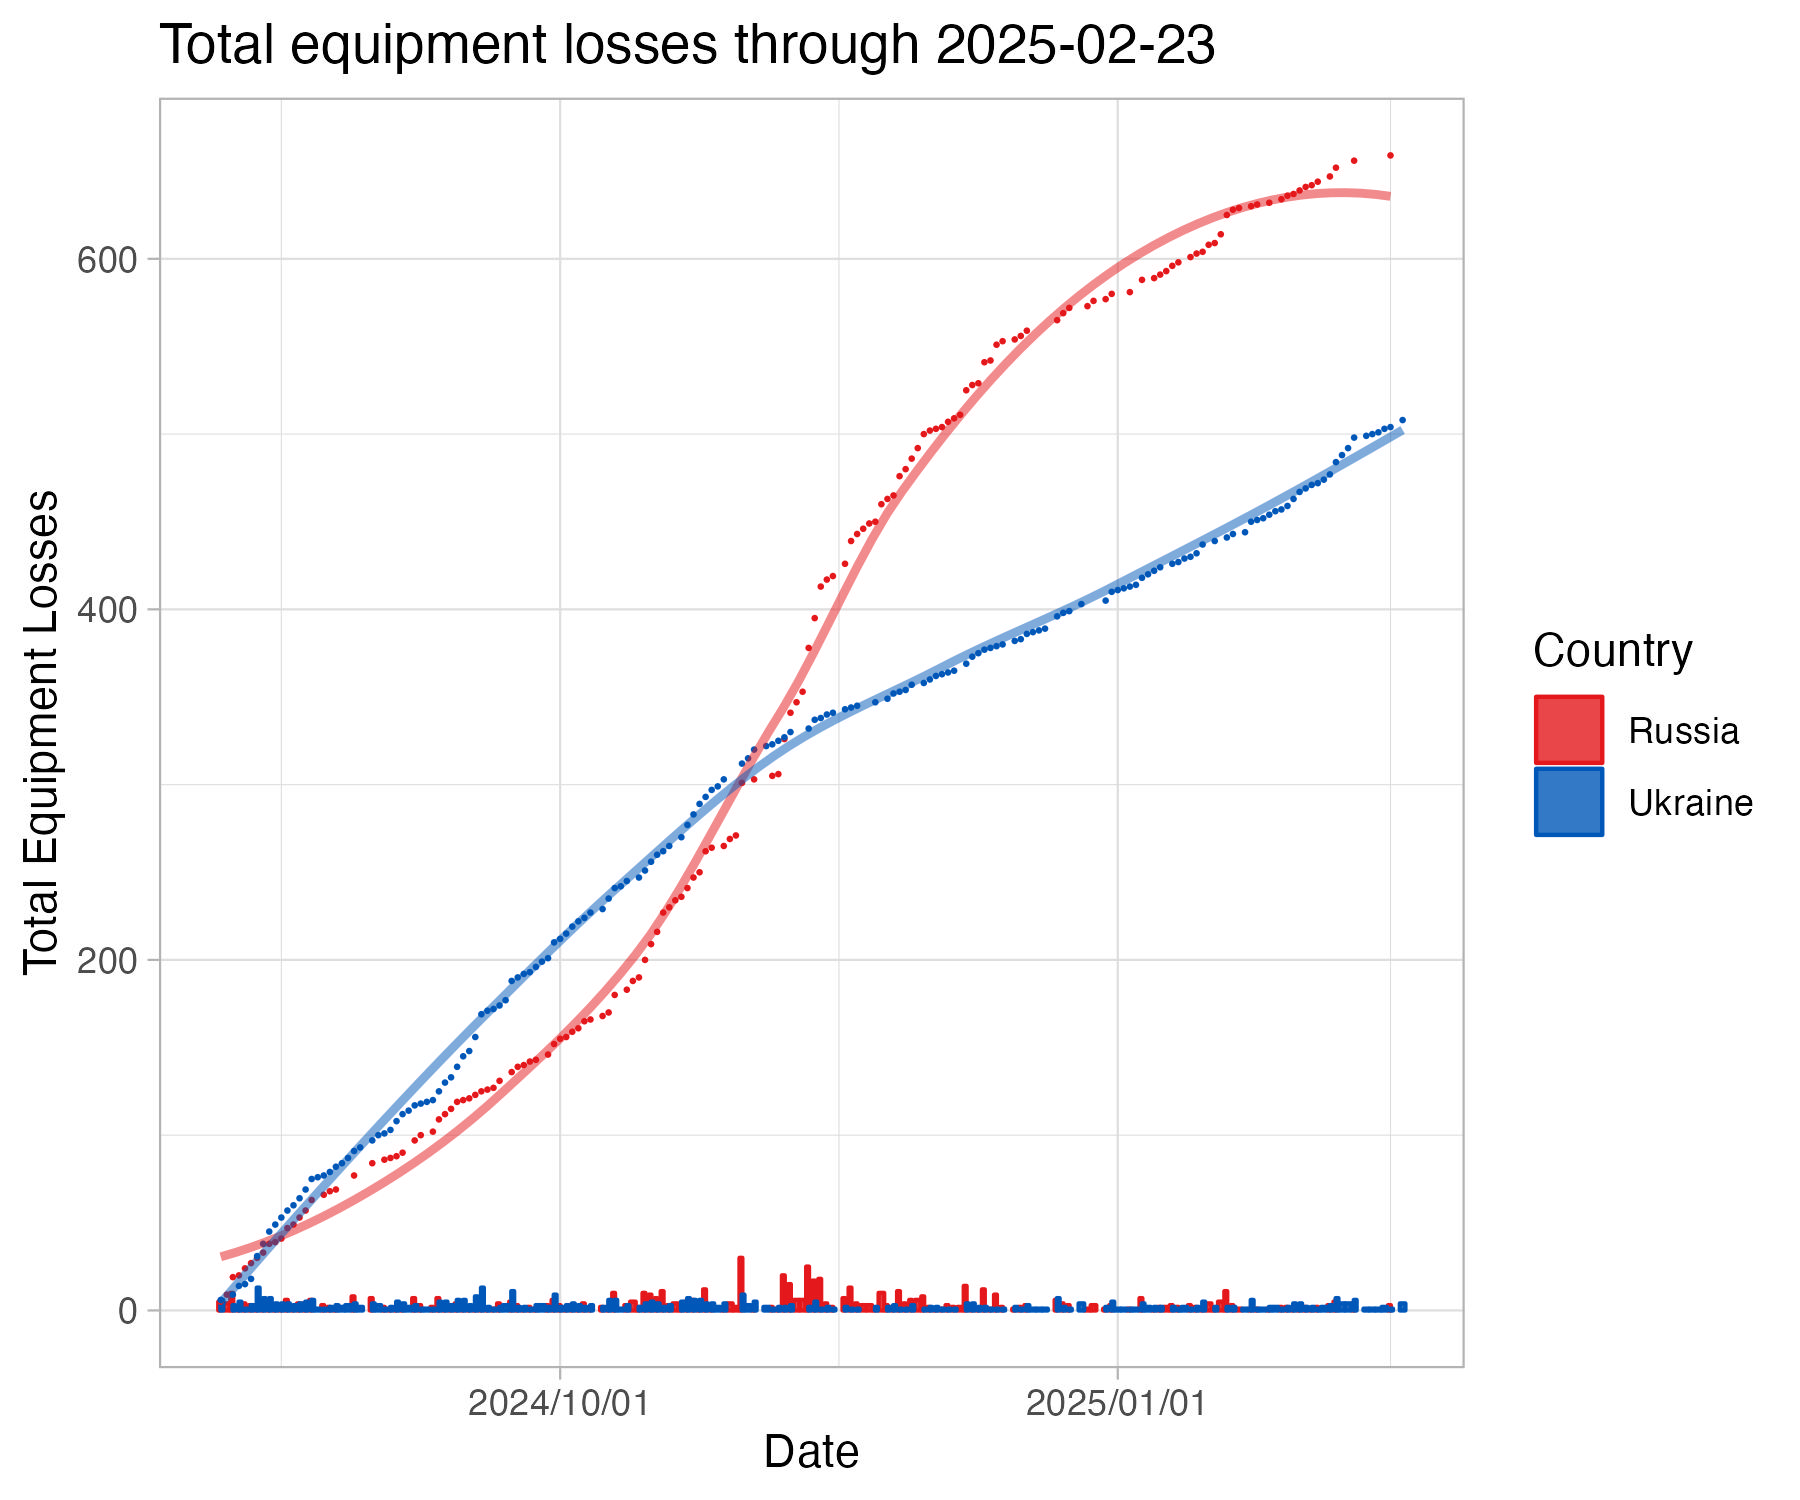 Total equipment losses through 2025-02-23
Total Equipment Losses
600
400
200
0
2024/10/01
2025/01/01
Date
Country
Russia
Ukraine